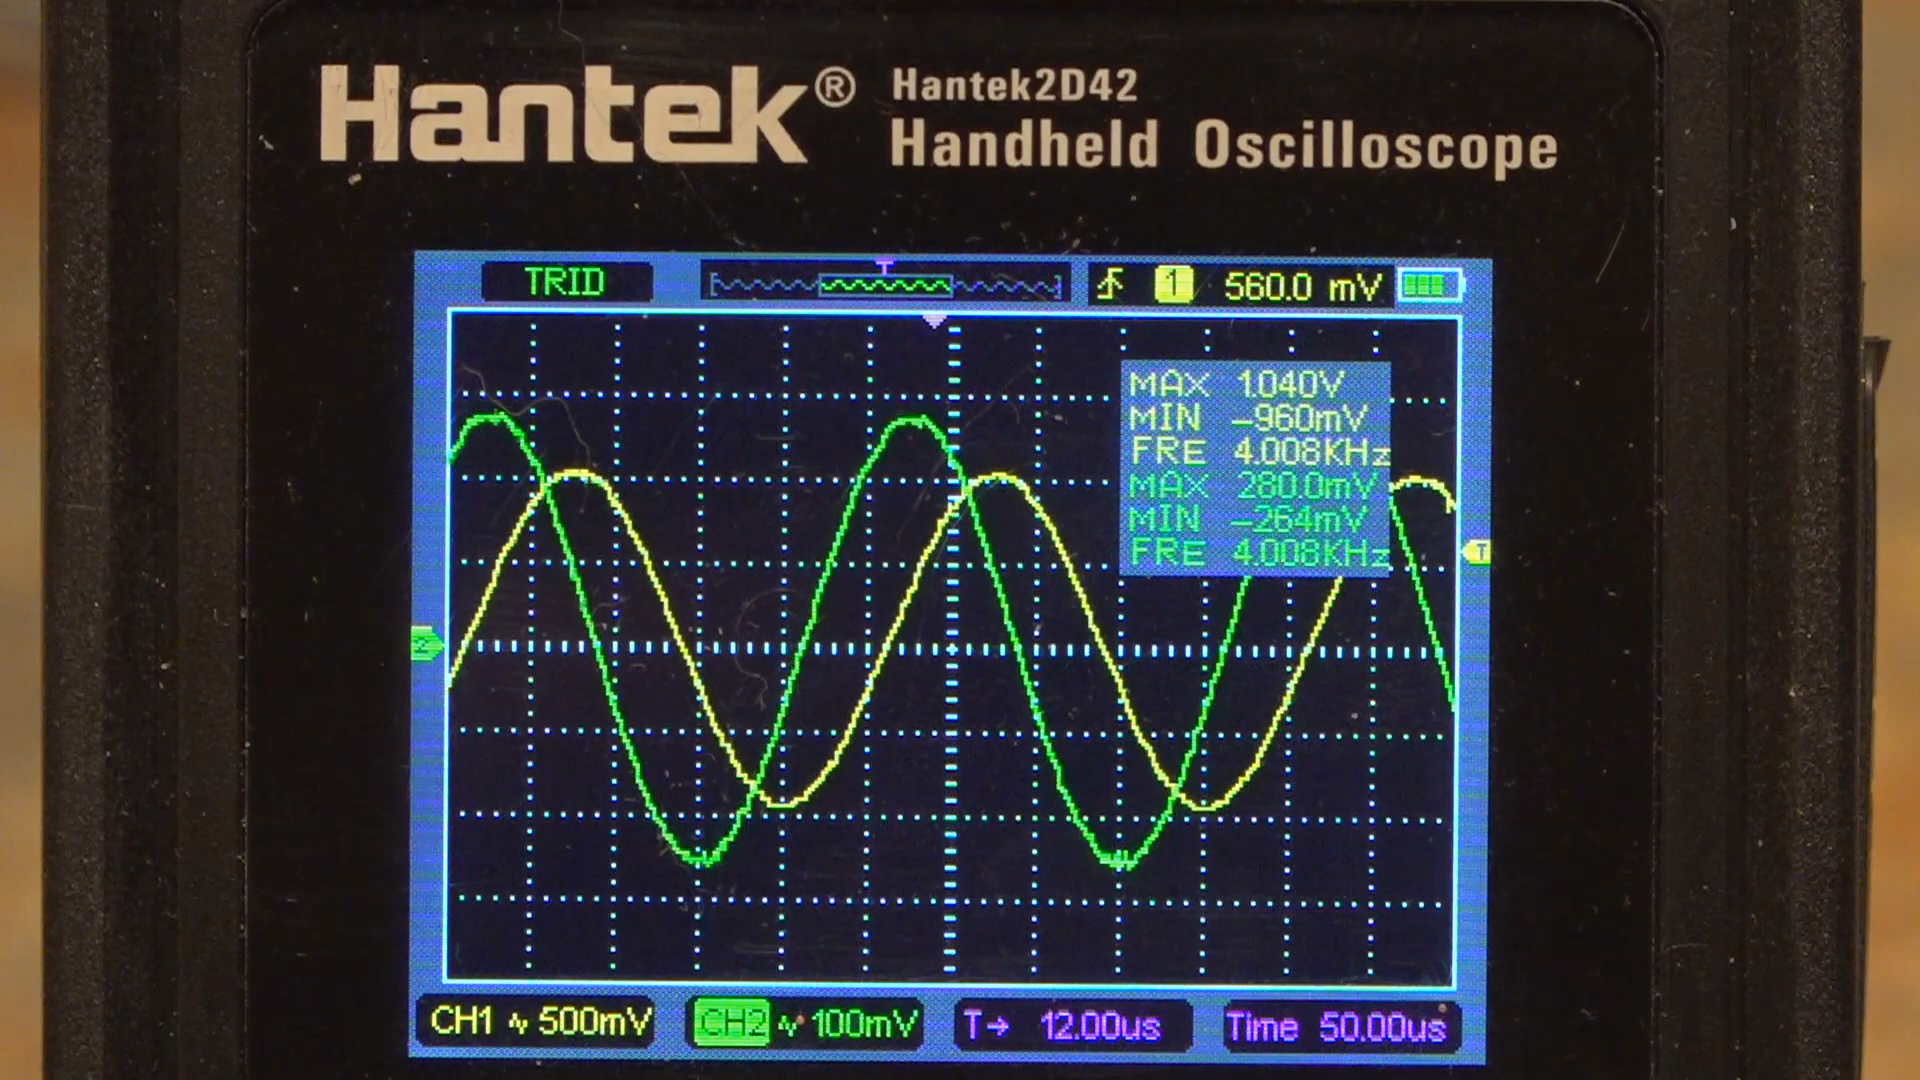 Hantek® Hantek2D42
Handheld Oscilloscope
TRID T 1 560.0 mV
MAX 1.040V
MIN -960mV
FRE 4.008KHz
MAX 280.0mV
MIN -264mV
FRE 4.008KHz
T
2
CH1 500mV CH2 100mV T→ 12.00us Time 50.00us